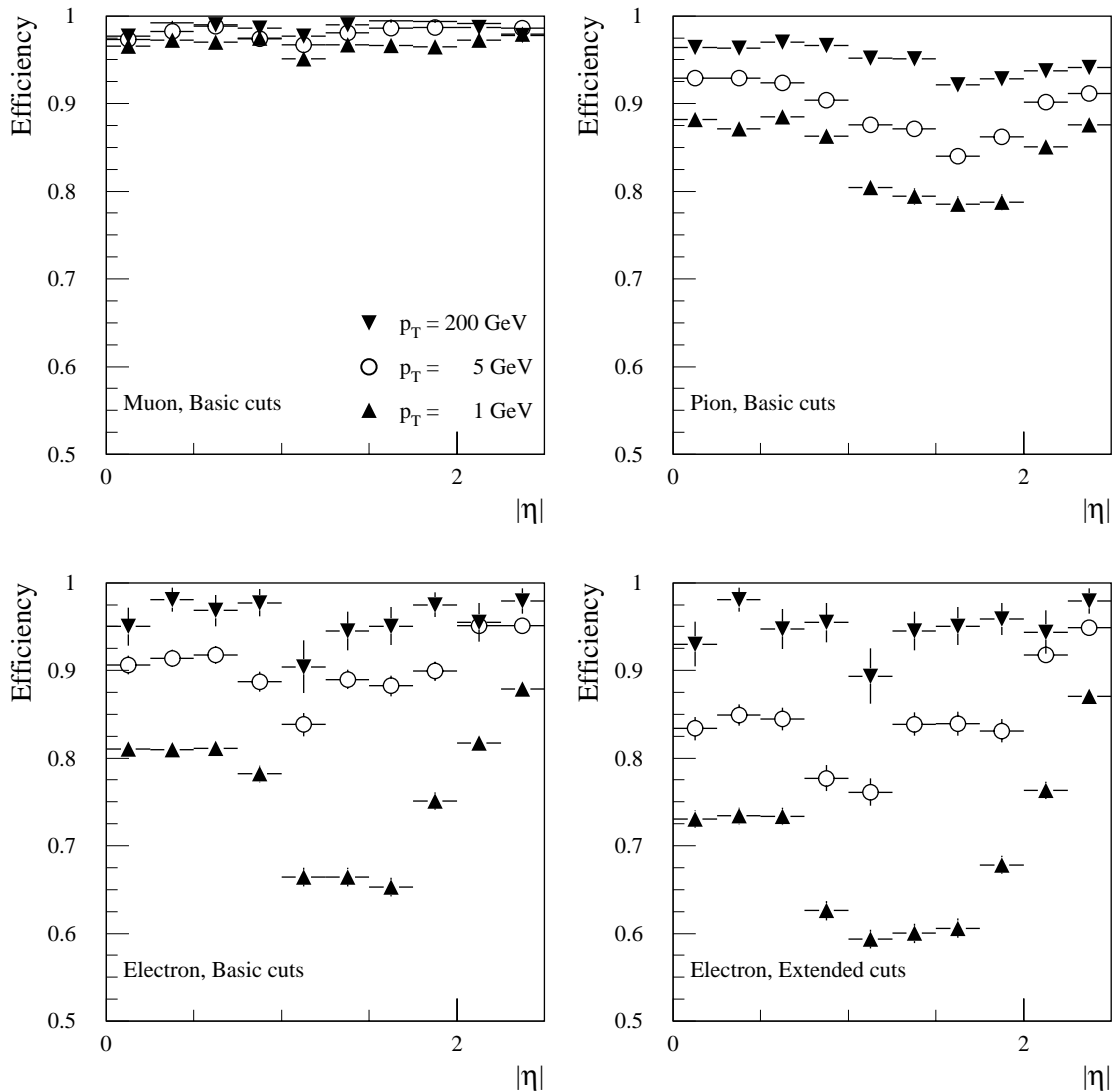 Efficiency
1
0.9
0.8
0.7
0.6
0.5
0
2
|η|
p_T = 200 GeV
p_T = 5 GeV
p_T = 1 GeV
Muon, Basic cuts
Efficiency
1
0.9
0.8
0.7
0.6
0.5
0
2
|η|
Pion, Basic cuts
Efficiency
1
0.9
0.8
0.7
0.6
0.5
0
2
|η|
Electron, Basic cuts
Efficiency
1
0.9
0.8
0.7
0.6
0.5
0
2
|η|
Electron, Extended cuts